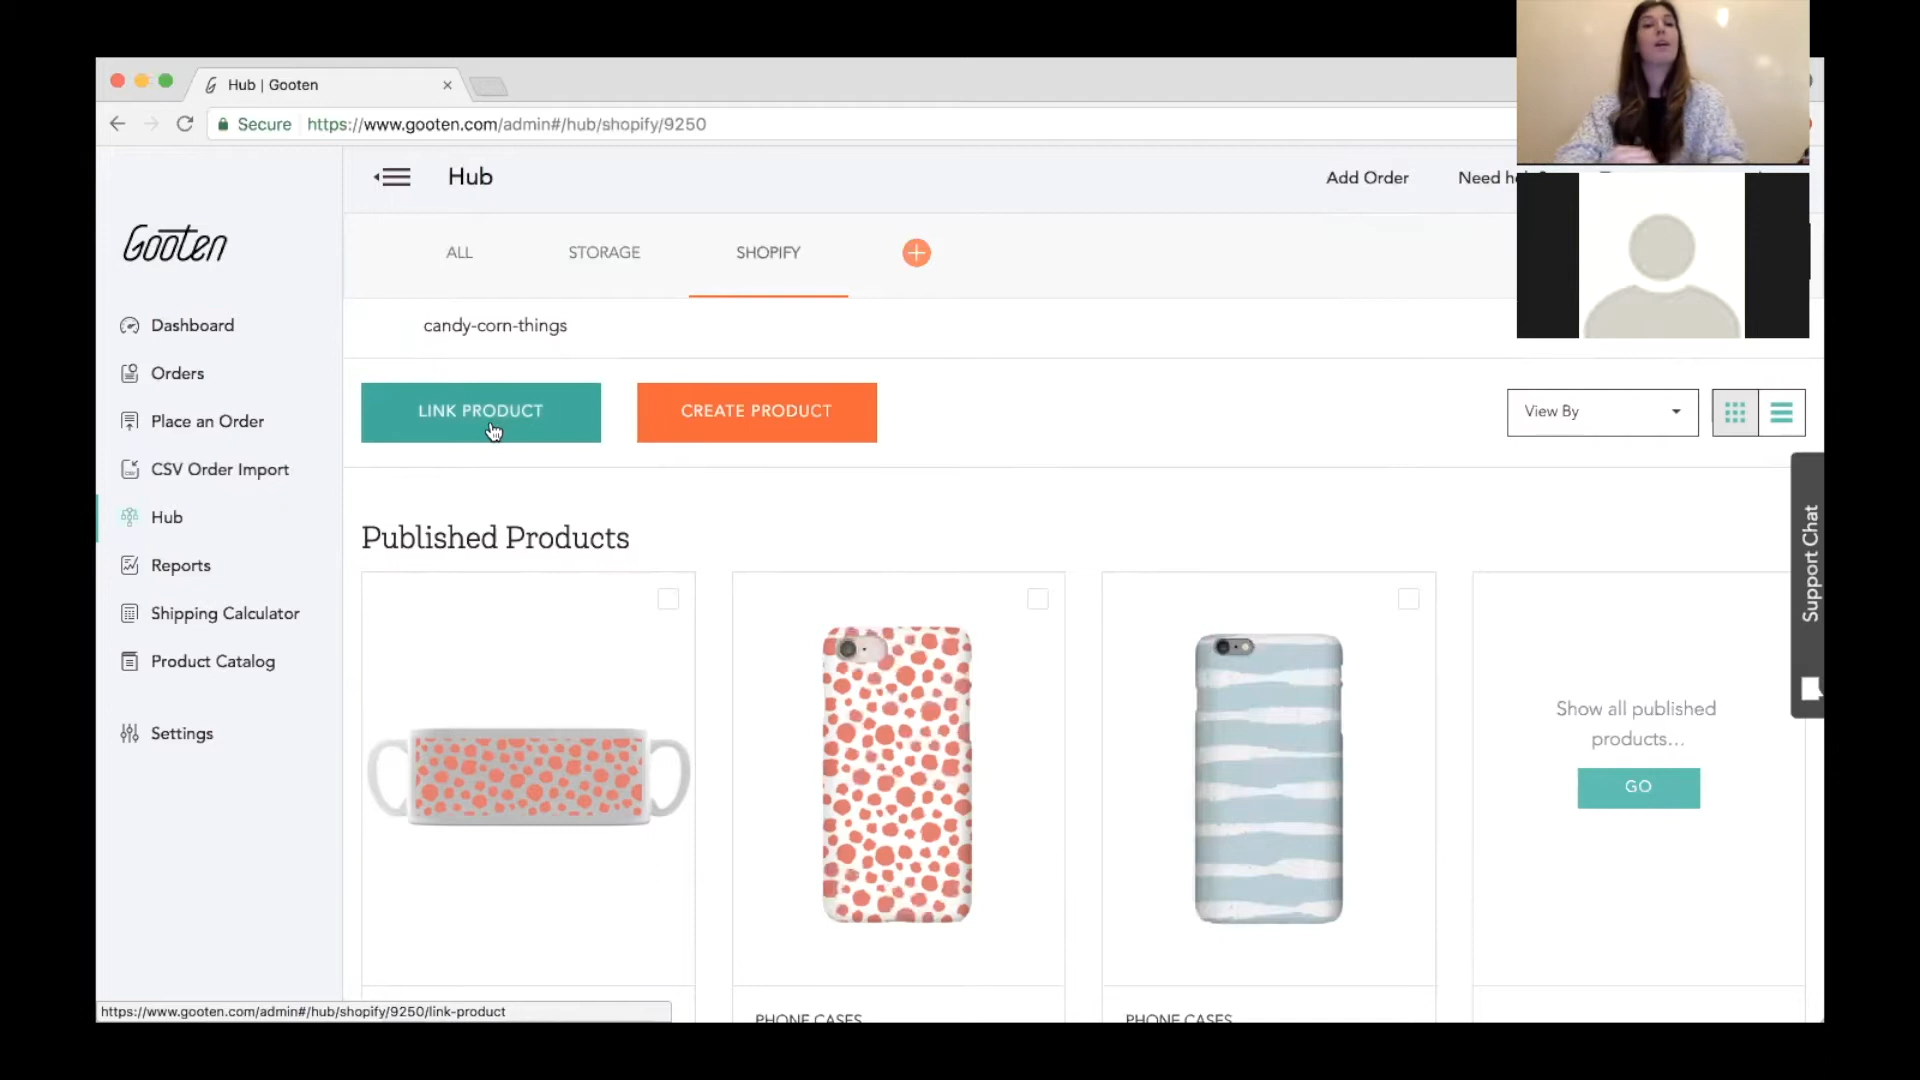 Hub | Gooten
Secure https://www.gooten.com/admin#/hub/shopify/9250
Hub
Add Order
Need
Gooten
ALL
STORAGE
SHOPIFY
candy-corn-things
Dashboard
Orders
Place an Order
CSV Order Import
Hub
Reports
Shipping Calculator
Product Catalog
Settings
LINK PRODUCT
CREATE PRODUCT
View By
Support Chat
Published Products
Show all published
products...
GO
PHONE CASES
PHONE CASES
https://www.gooten.com/admin#/hub/shopify/9250/link-product